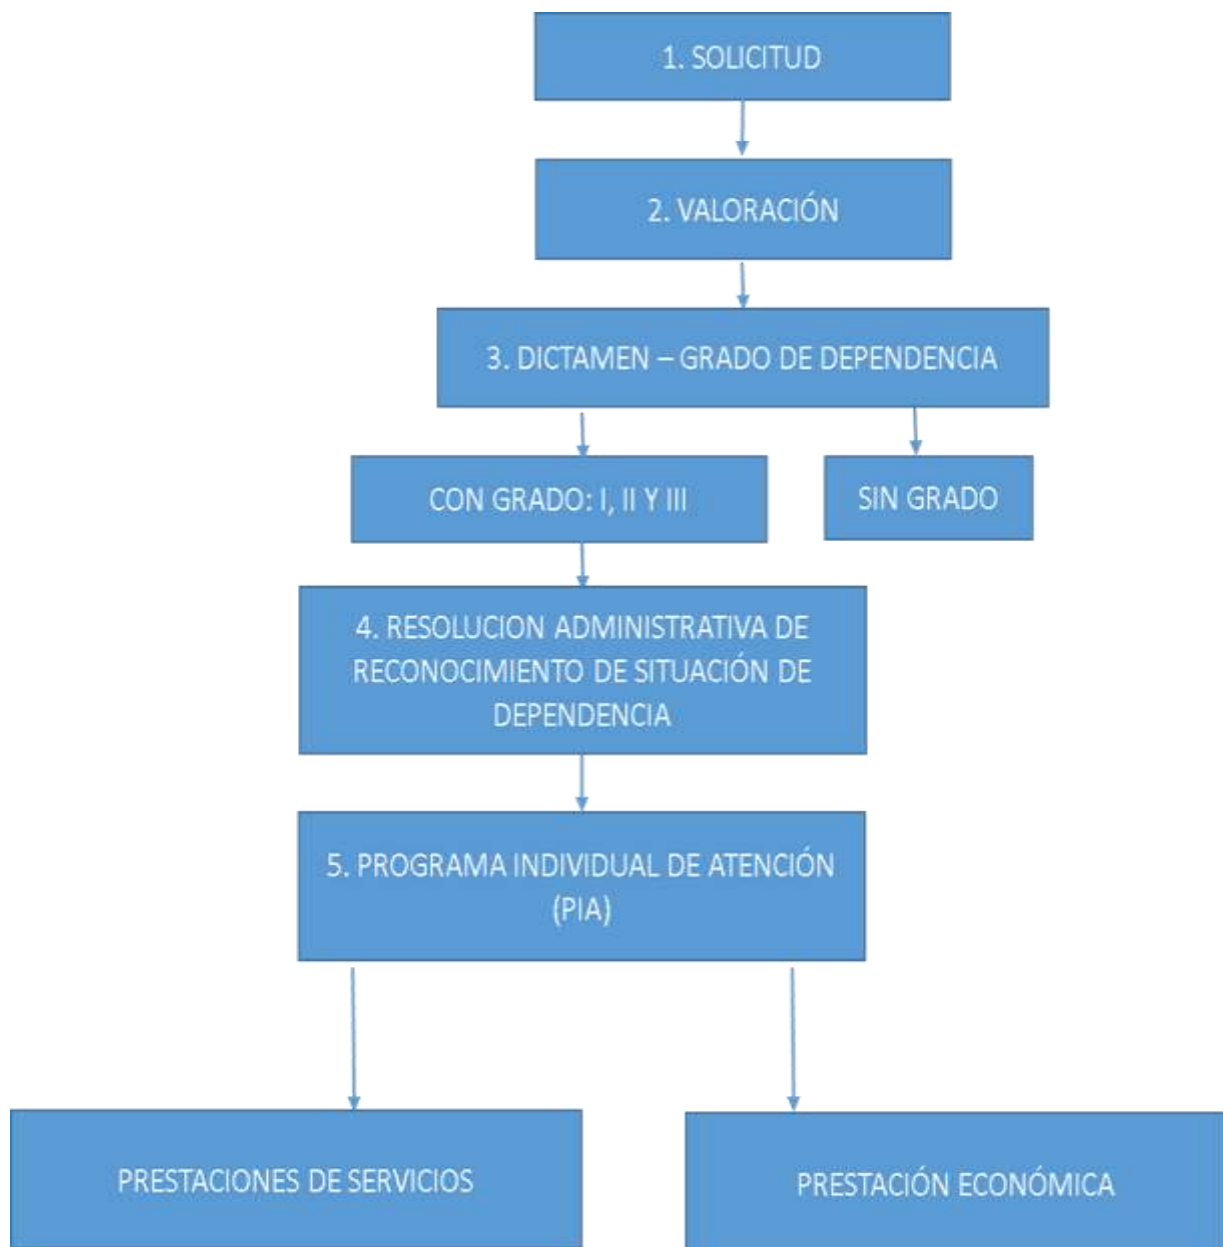 1. SOLICITUD
2. VALORACIÓN
3. DICTAMEN – GRADO DE DEPENDENCIA
CON GRADO: I, II Y III
SIN GRADO
4. RESOLUCION ADMINISTRATIVA DE
RECONOCIMIENTO DE SITUACIÓN DE
DEPENDENCIA
5. PROGRAMA INDIVIDUAL DE ATENCIÓN
(PIA)
PRESTACIONES DE SERVICIOS
PRESTACIÓN ECONÓMICA